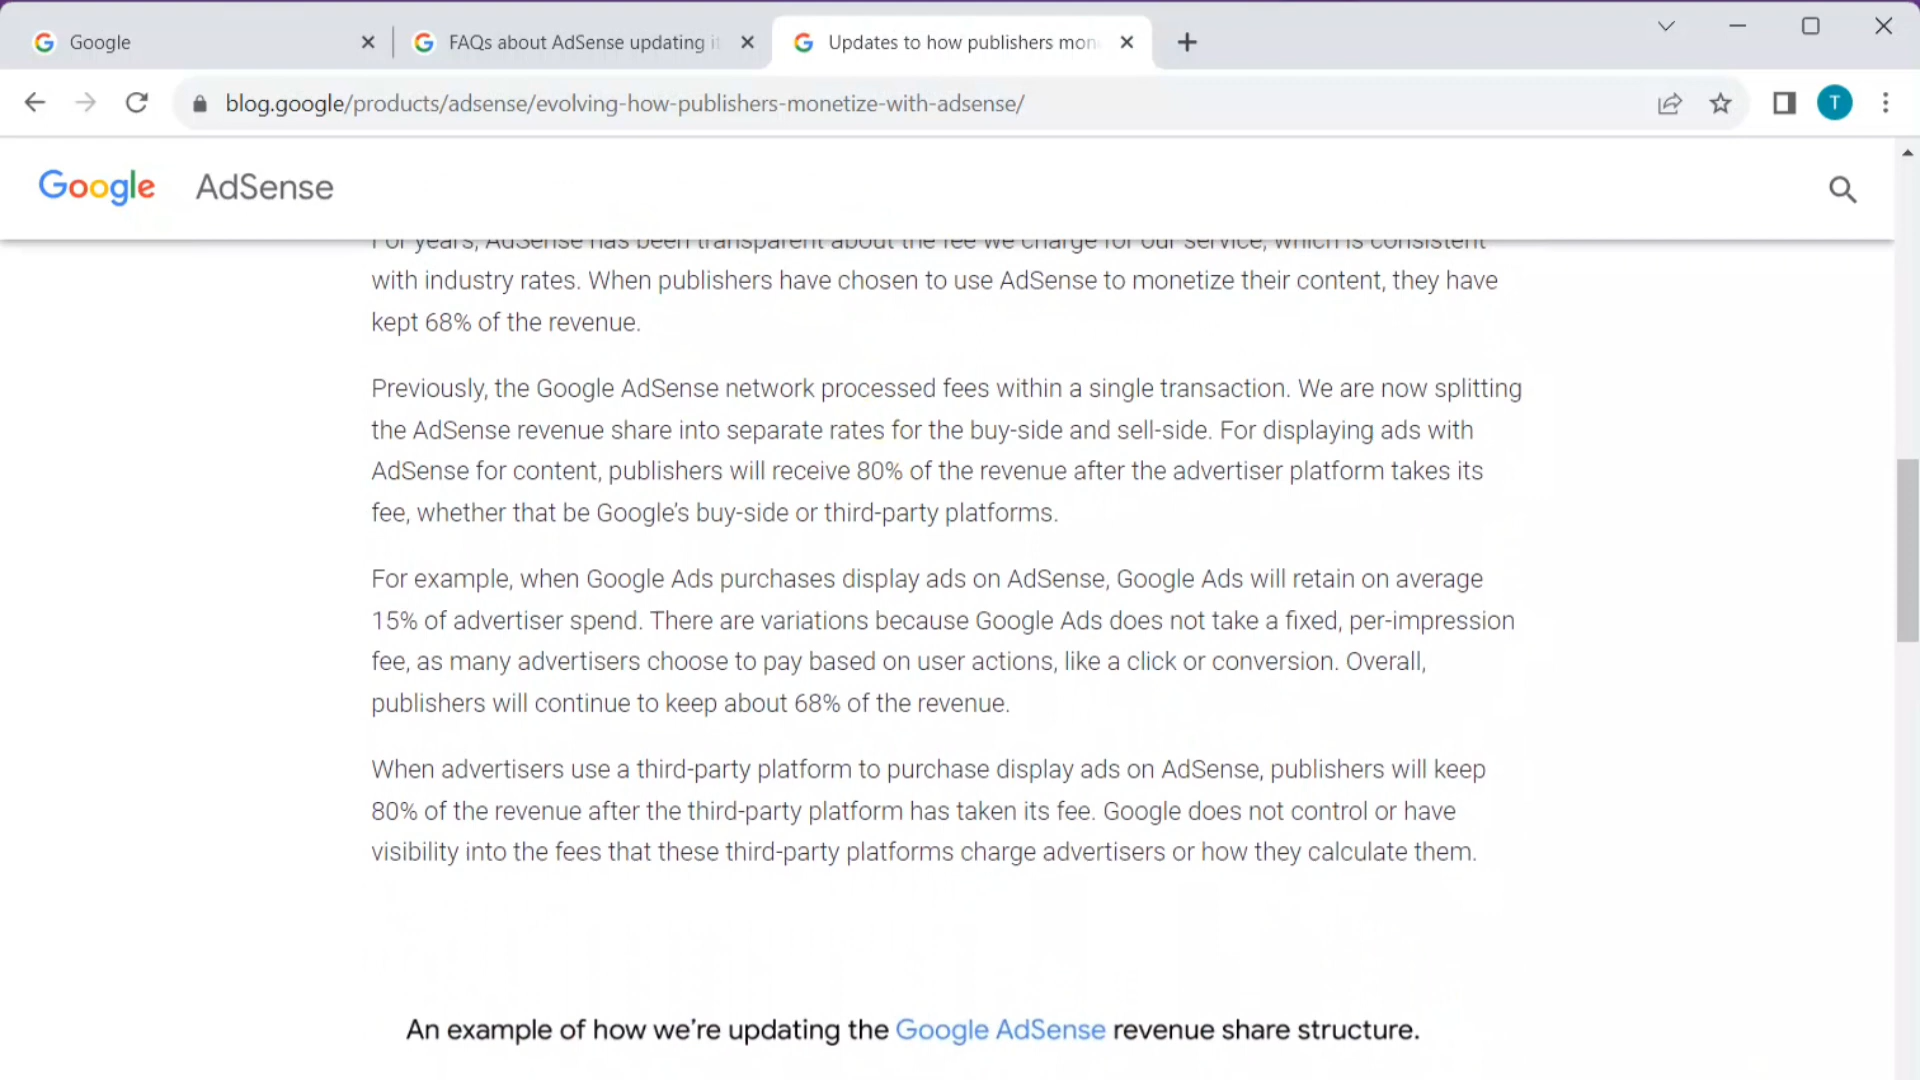 Google
FAQs about AdSense updating i
Updates to how publishers mon
T
blog.google/products/adsense/evolving-how-publishers-monetize-with-adsense/
Google AdSense
For years, AdSense has been transparent about the fee we charge for our service, which is consistent
with industry rates. When publishers have chosen to use AdSense to monetize their content, they have
kept 68% of the revenue.
Previously, the Google AdSense network processed fees within a single transaction. We are now splitting
the AdSense revenue share into separate rates for the buy-side and sell-side. For displaying ads with
AdSense for content, publishers will receive 80% of the revenue after the advertiser platform takes its
fee, whether that be Google’s buy-side or third-party platforms.
For example, when Google Ads purchases display ads on AdSense, Google Ads will retain on average
15% of advertiser spend. There are variations because Google Ads does not take a fixed, per-impression
fee, as many advertisers choose to pay based on user actions, like a click or conversion. Overall,
publishers will continue to keep about 68% of the revenue.
When advertisers use a third-party platform to purchase display ads on AdSense, publishers will keep
80% of the revenue after the third-party platform has taken its fee. Google does not control or have
visibility into the fees that these third-party platforms charge advertisers or how they calculate them.
An example of how we’re updating the Google AdSense revenue share structure.